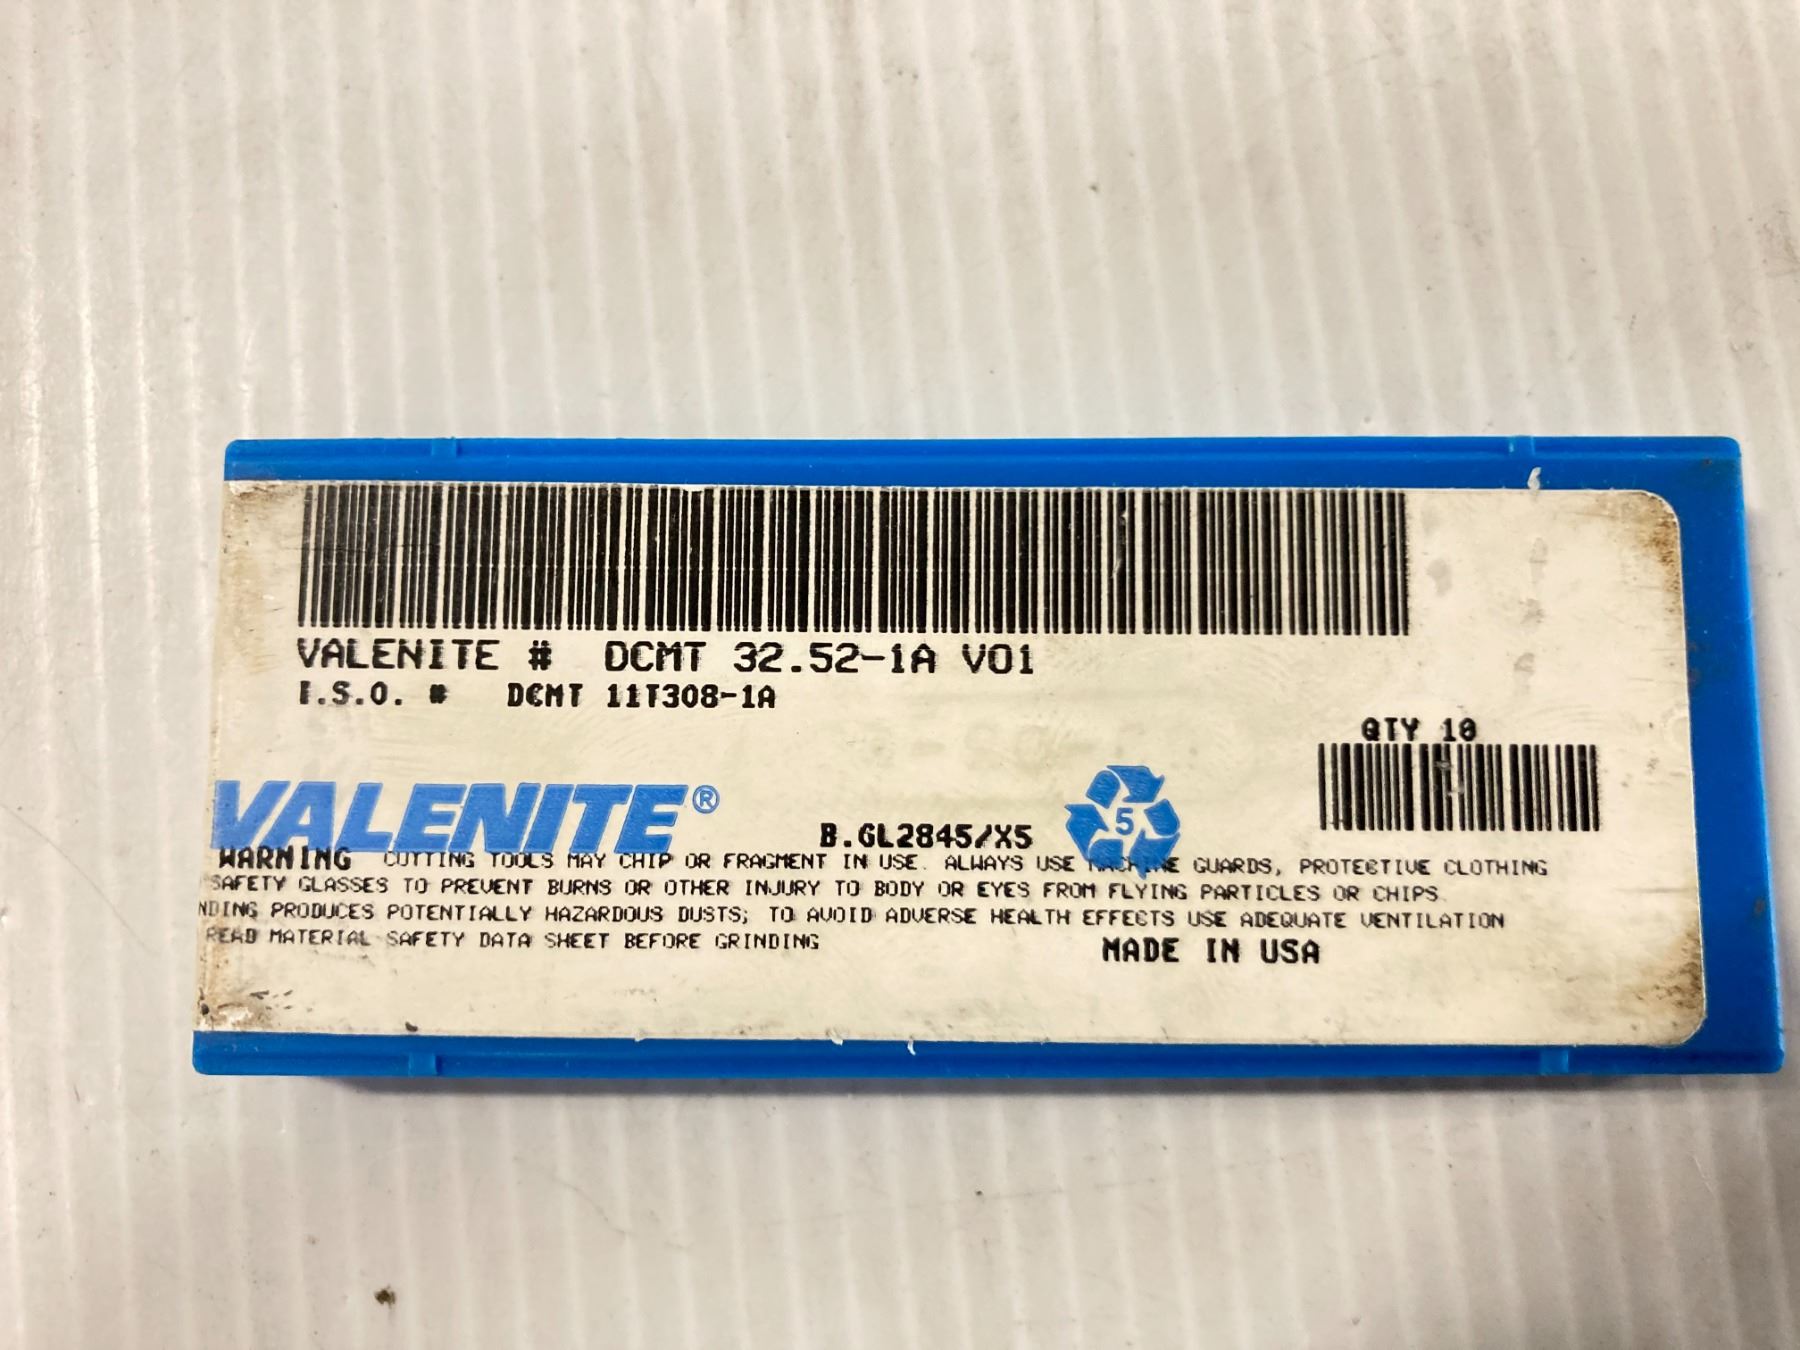 VALENITE # DCMT 32.52-1A V01
I.S.O. # DCMT 11T308-1A
QTY 10
VALENITE®
B.GL2845/X5
5
WARNING CUTTING TOOLS MAY CHIP OR FRAGMENT IN USE. ALWAYS USE MACHINE GUARDS, PROTECTIVE CLOTHING
SAFETY GLASSES TO PREVENT BURNS OR OTHER INJURY TO BODY OR EYES FROM FLYING PARTICLES OR CHIPS.
NDING PRODUCES POTENTIALLY HAZARDOUS DUSTS; TO AVOID ADVERSE HEALTH EFFECTS USE ADEQUATE VENTILATION
READ MATERIAL SAFETY DATA SHEET BEFORE GRINDING
MADE IN USA